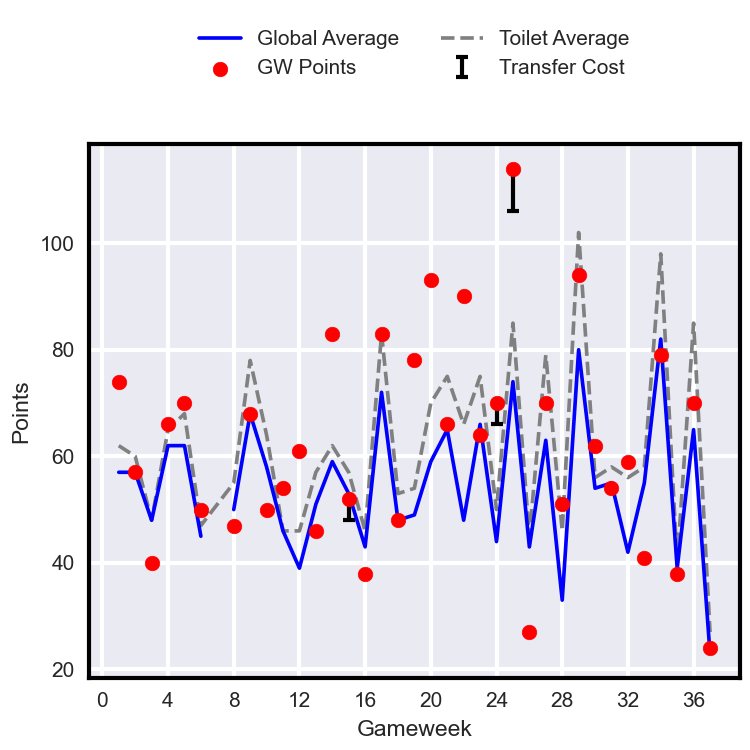 Global Average
Toilet Average
GW Points
Transfer Cost
100
80
60
40
20
Points
0 4 8 12 16 20 24 28 32 36
Gameweek